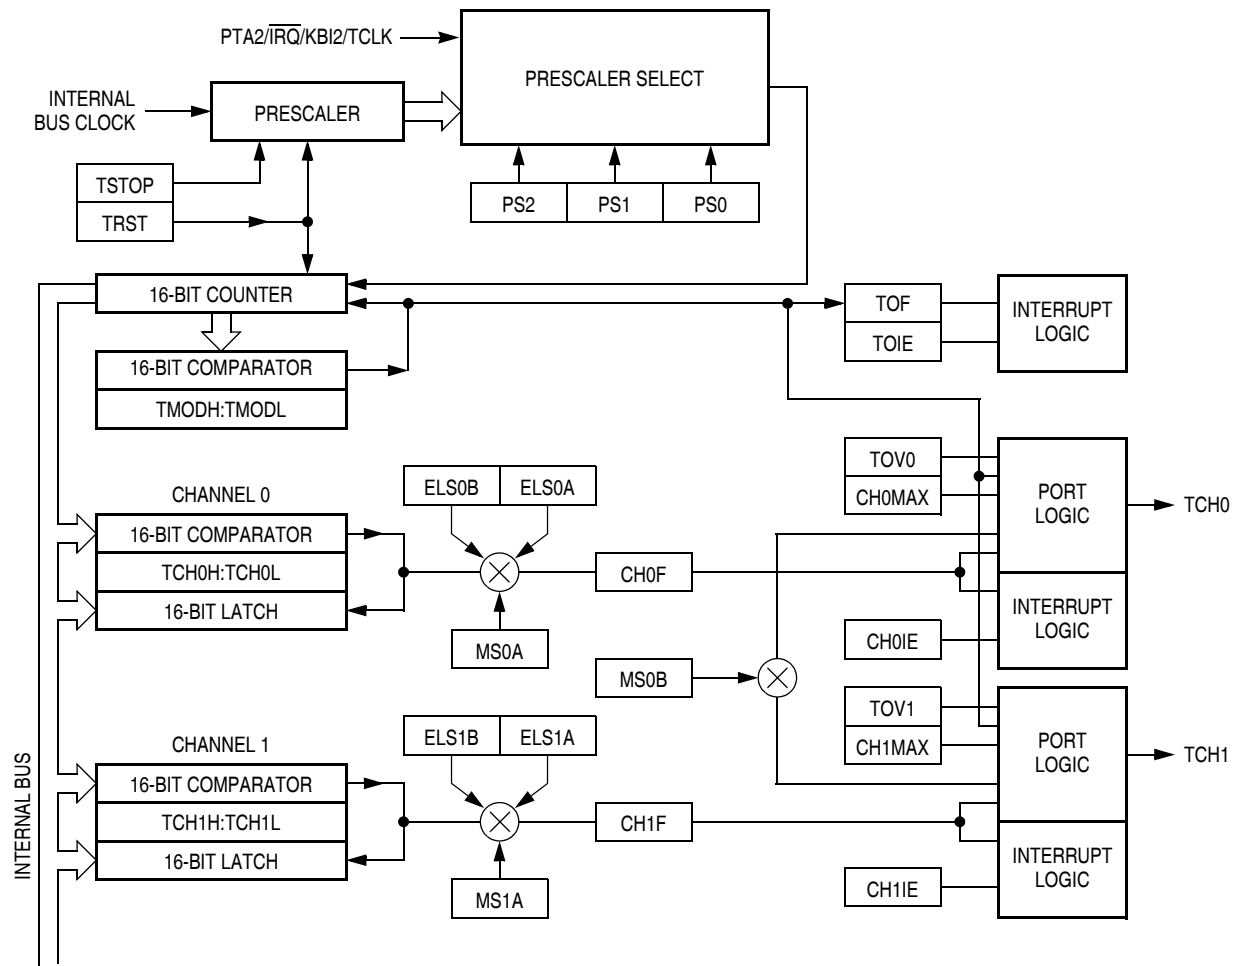 PTA2/IRQ/KBI2/TCLK
PRESCALER SELECT
INTERNAL
BUS CLOCK
PRESCALER
TSTOP
TRST
PS2 PS1 PS0
16-BIT COUNTER
TOF
TOIE
INTERRUPT
LOGIC
16-BIT COMPARATOR
TMODH:TMODL
CHANNEL 0
16-BIT COMPARATOR
TCH0H:TCH0L
16-BIT LATCH
ELS0B ELS0A
MS0A
CH0F
TOV0
CH0MAX
PORT
LOGIC
TCH0
INTERRUPT
LOGIC
CH0IE
MS0B
CHANNEL 1
16-BIT COMPARATOR
TCH1H:TCH1L
16-BIT LATCH
ELS1B ELS1A
MS1A
CH1F
TOV1
CH1MAX
PORT
LOGIC
TCH1
INTERRUPT
LOGIC
CH1IE
INTERNAL BUS